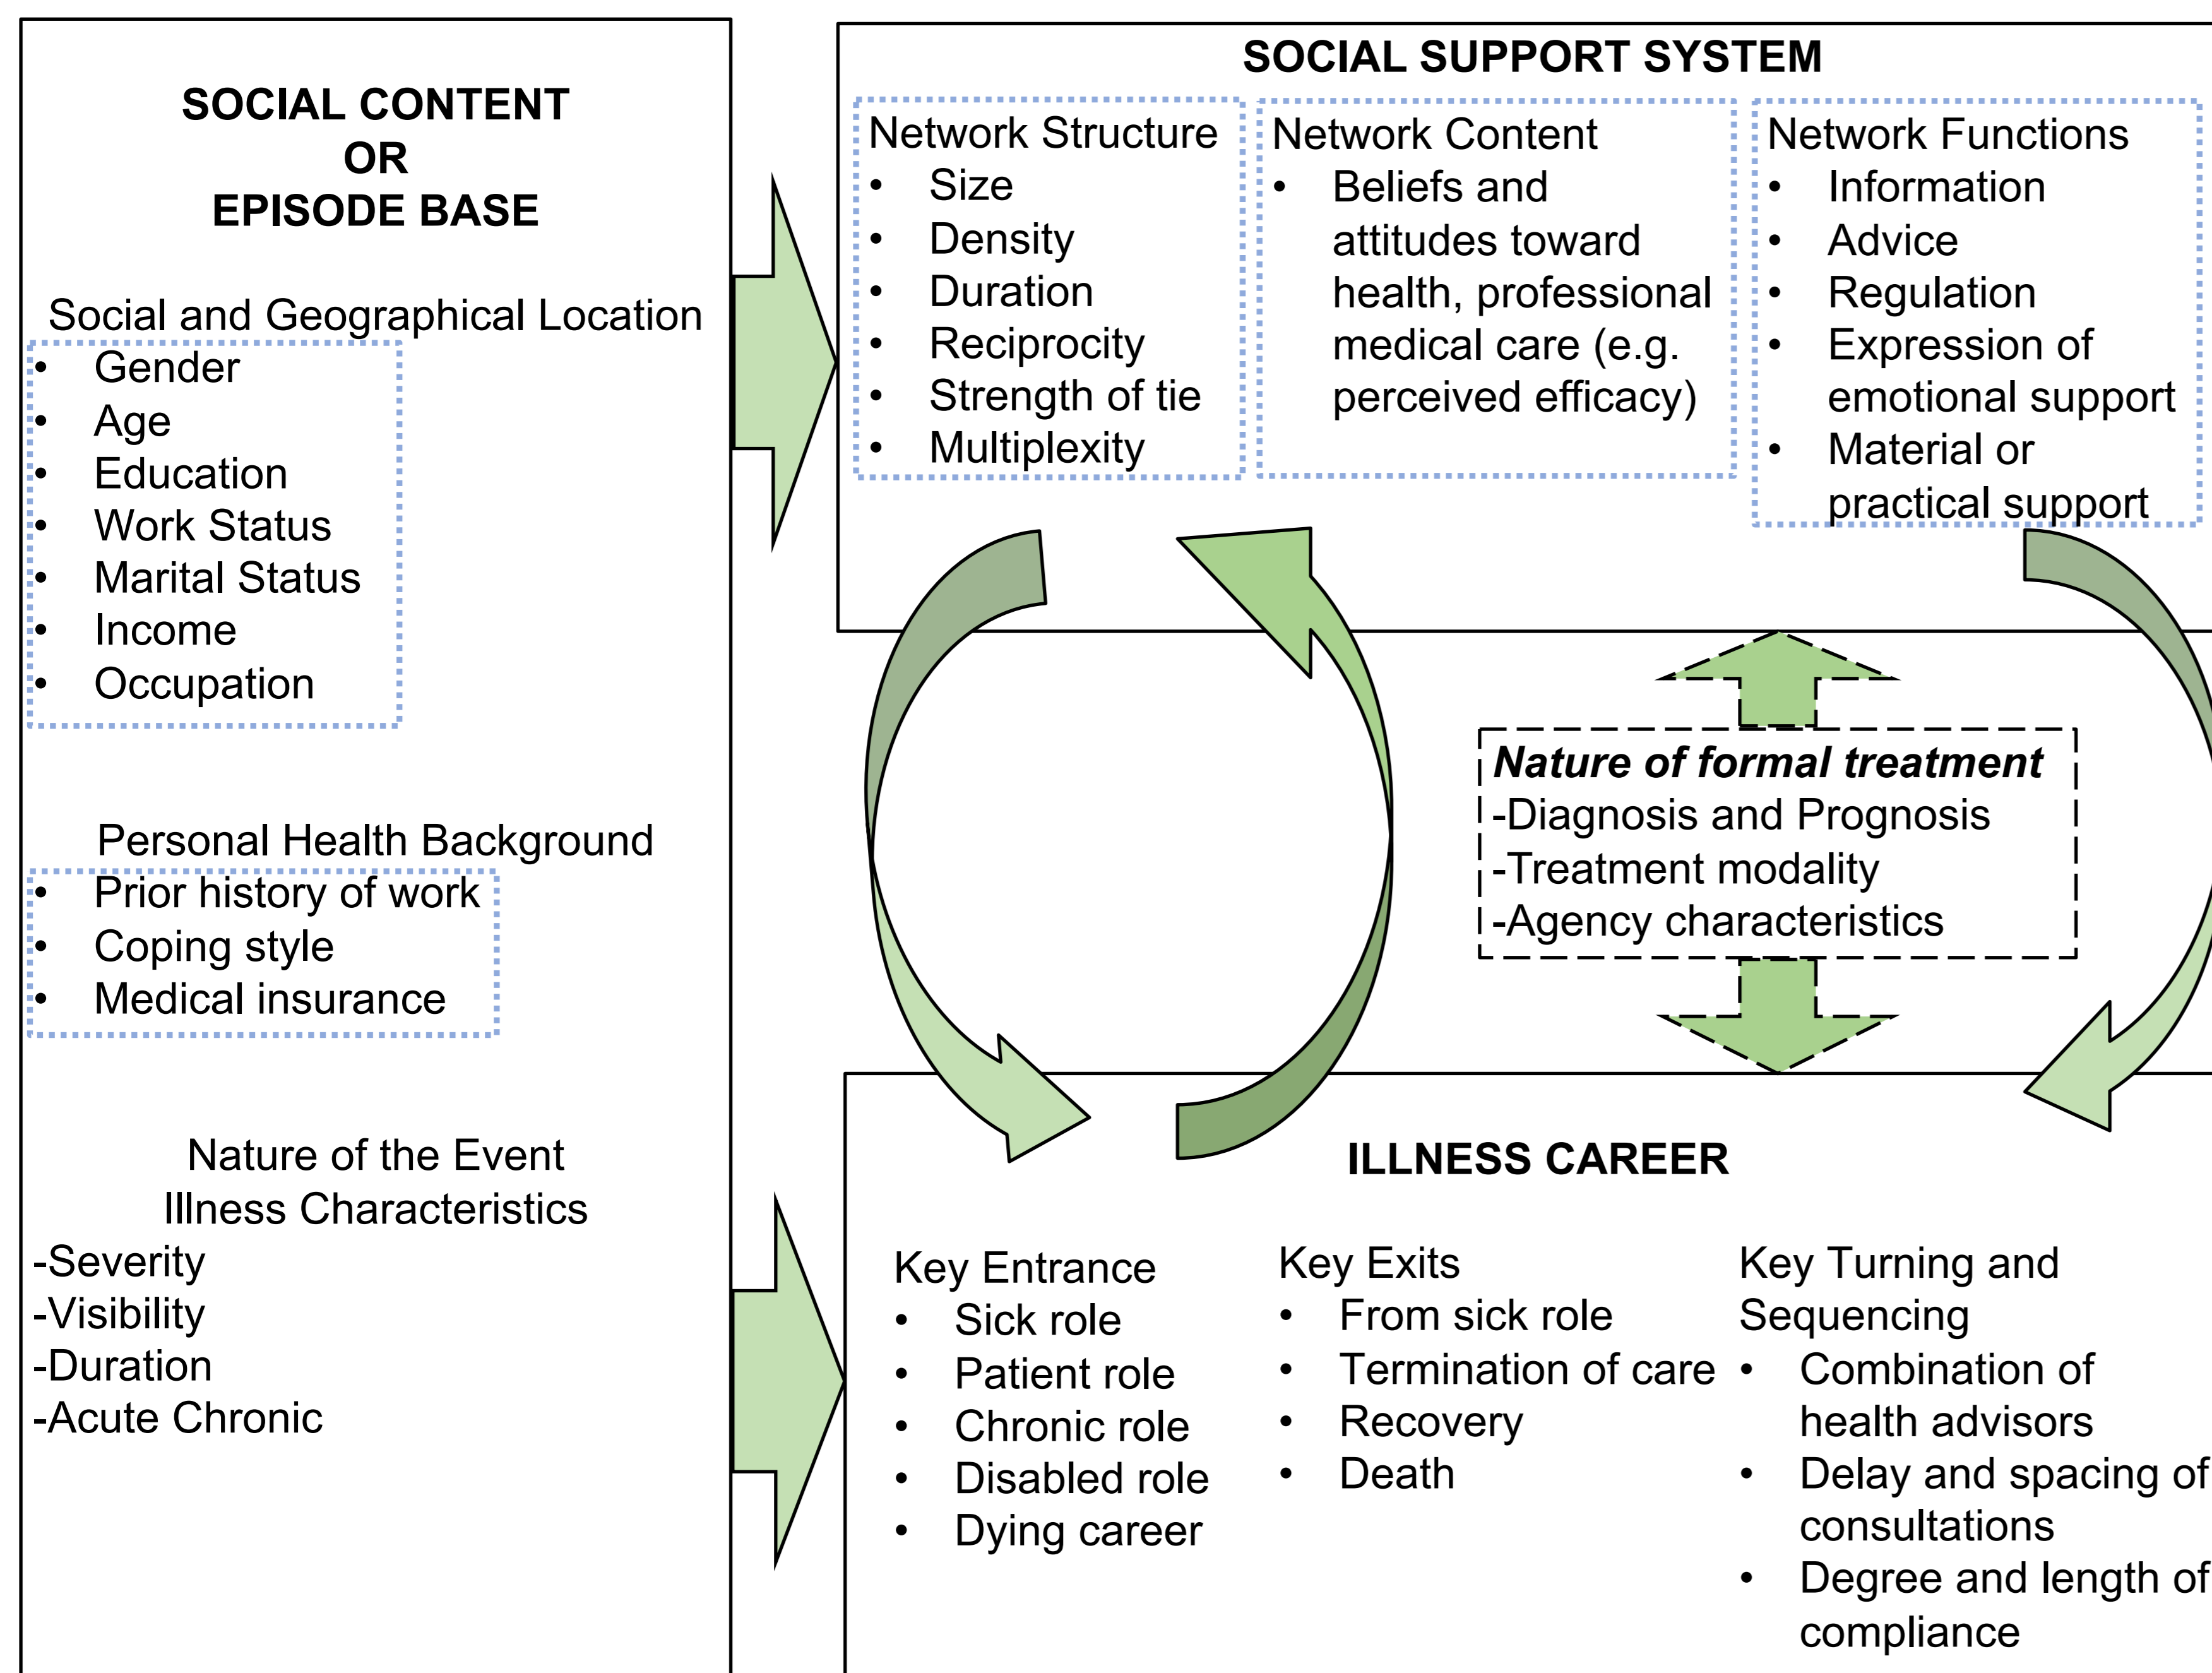 SOCIAL CONTENT
OR
EPISODE BASE
Social and Geographical Location
• Gender
• Age
• Education
• Work Status
• Marital Status
• Income
• Occupation
Personal Health Background
• Prior history of work
• Coping style
• Medical insurance
Nature of the Event
Illness Characteristics
-Severity
-Visibility
-Duration
-Acute Chronic
SOCIAL SUPPORT SYSTEM
Network Structure
• Size
• Density
• Duration
• Reciprocity
• Strength of tie
• Multiplexity
Network Content
• Beliefs and
attitudes toward
health, professional
medical care (e.g.
perceived efficacy)
Network Functions
• Information
• Advice
• Regulation
• Expression of
emotional support
• Material or
practical support
Nature of formal treatment
-Diagnosis and Prognosis
-Treatment modality
-Agency characteristics
ILLNESS CAREER
Key Entrance
• Sick role
• Patient role
• Chronic role
• Disabled role
• Dying career
Key Exits
• From sick role
• Termination of care
• Recovery
• Death
Key Turning and
Sequencing
• Combination of
health advisors
• Delay and spacing of
consultations
• Degree and length of
compliance